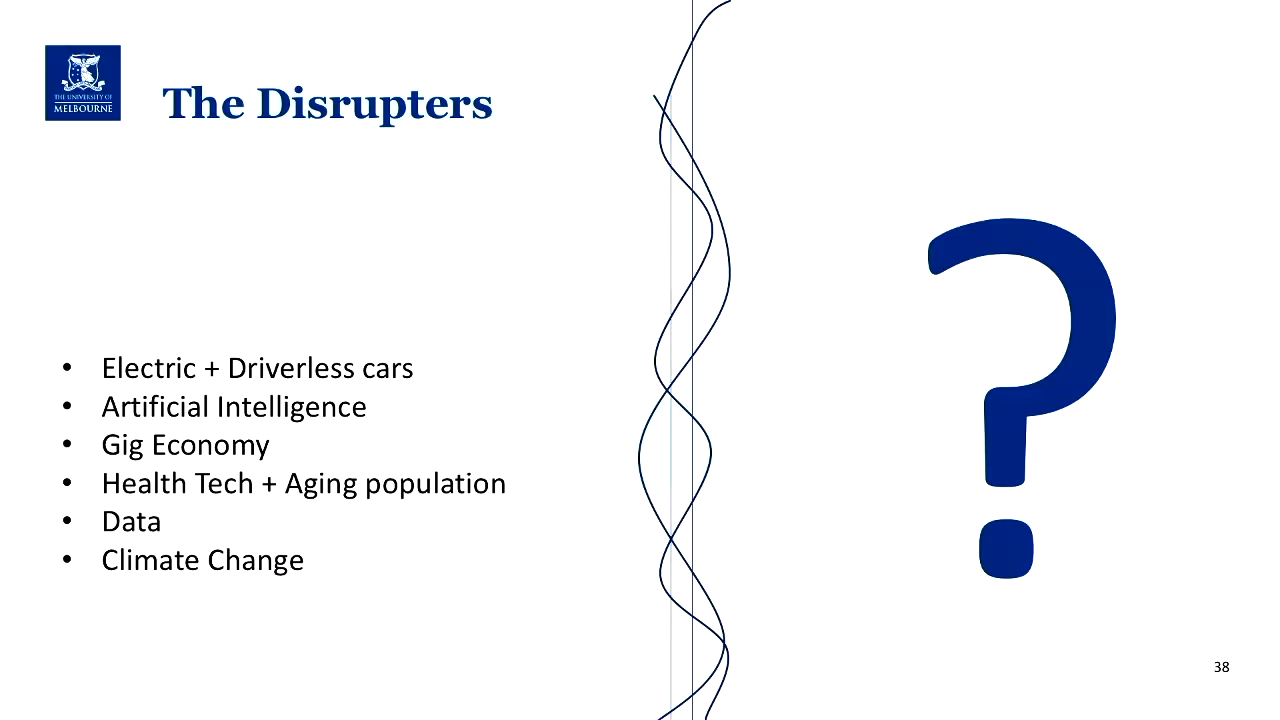 THE UNIVERSITY OF
MELBOURNE
The Disrupters
• Electric + Driverless cars
• Artificial Intelligence
• Gig Economy
• Health Tech + Aging population
• Data
• Climate Change
?
38